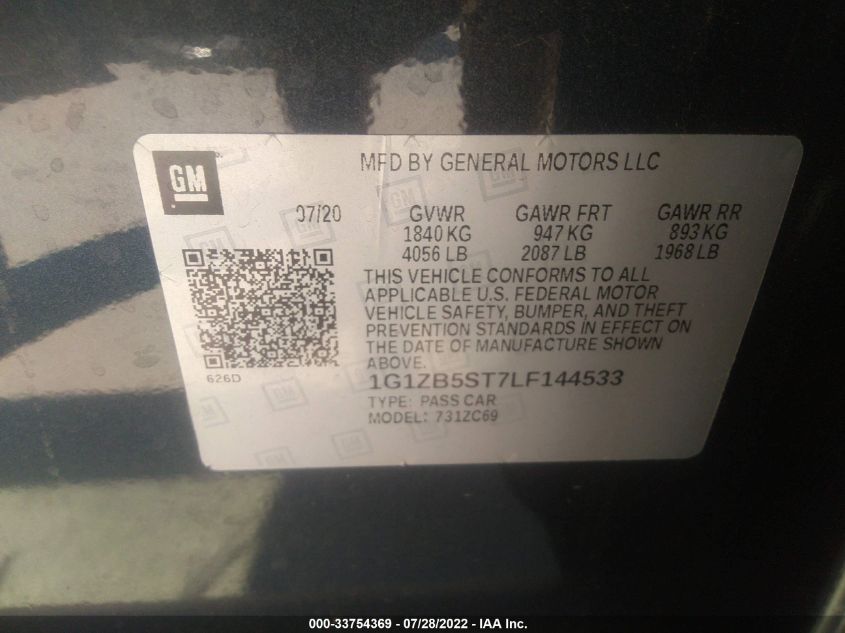 GM
MFD BY GENERAL MOTORS LLC
07/20 GVWR GAWR FRT GAWR RR
1840 KG 947 KG 893 KG
4056 LB 2087 LB 1968 LB
THIS VEHICLE CONFORMS TO ALL
APPLICABLE U.S. FEDERAL MOTOR
VEHICLE SAFETY, BUMPER, AND THEFT
PREVENTION STANDARDS IN EFFECT ON
THE DATE OF MANUFACTURE SHOWN
ABOVE.
626D
1G1ZB5ST7LF144533
TYPE: PASS CAR
MODEL: 731ZC69
000-33754369 - 07/28/2022 - IAA Inc.